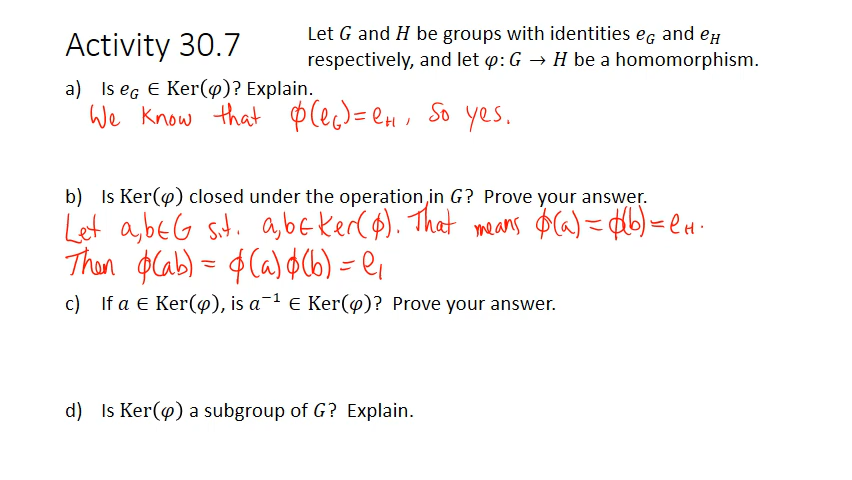 Activity 30.7
Let G and H be groups with identities e_G and e_H
respectively, and let φ: G → H be a homomorphism.
a) Is e_G ∈ Ker(φ)? Explain.
We know that ϕ(e_G)=e_H, so yes.
b) Is Ker(φ) closed under the operation in G? Prove your answer.
Let a,b∈G s.t. a,b∈Ker(ϕ). That means ϕ(a)=ϕ(b)=e_H.
Then ϕ(ab) = ϕ(a)ϕ(b) = e
c) If a ∈ Ker(φ), is a⁻¹ ∈ Ker(φ)? Prove your answer.
d) Is Ker(φ) a subgroup of G? Explain.